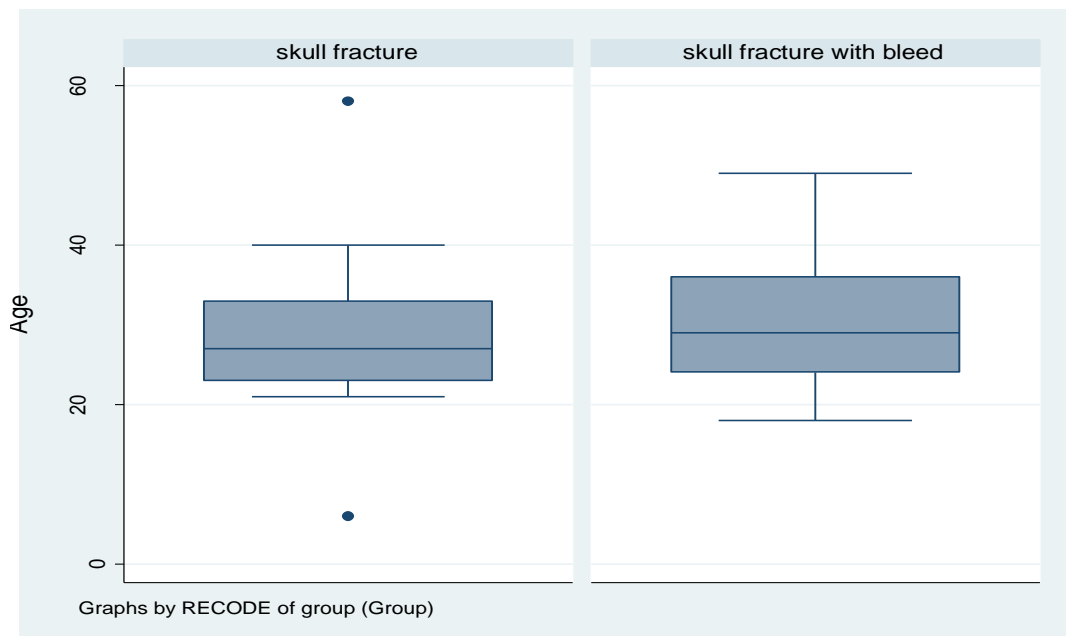 skull fracture
skull fracture with bleed
Age
60
40
20
0
Graphs by RECODE of group (Group)